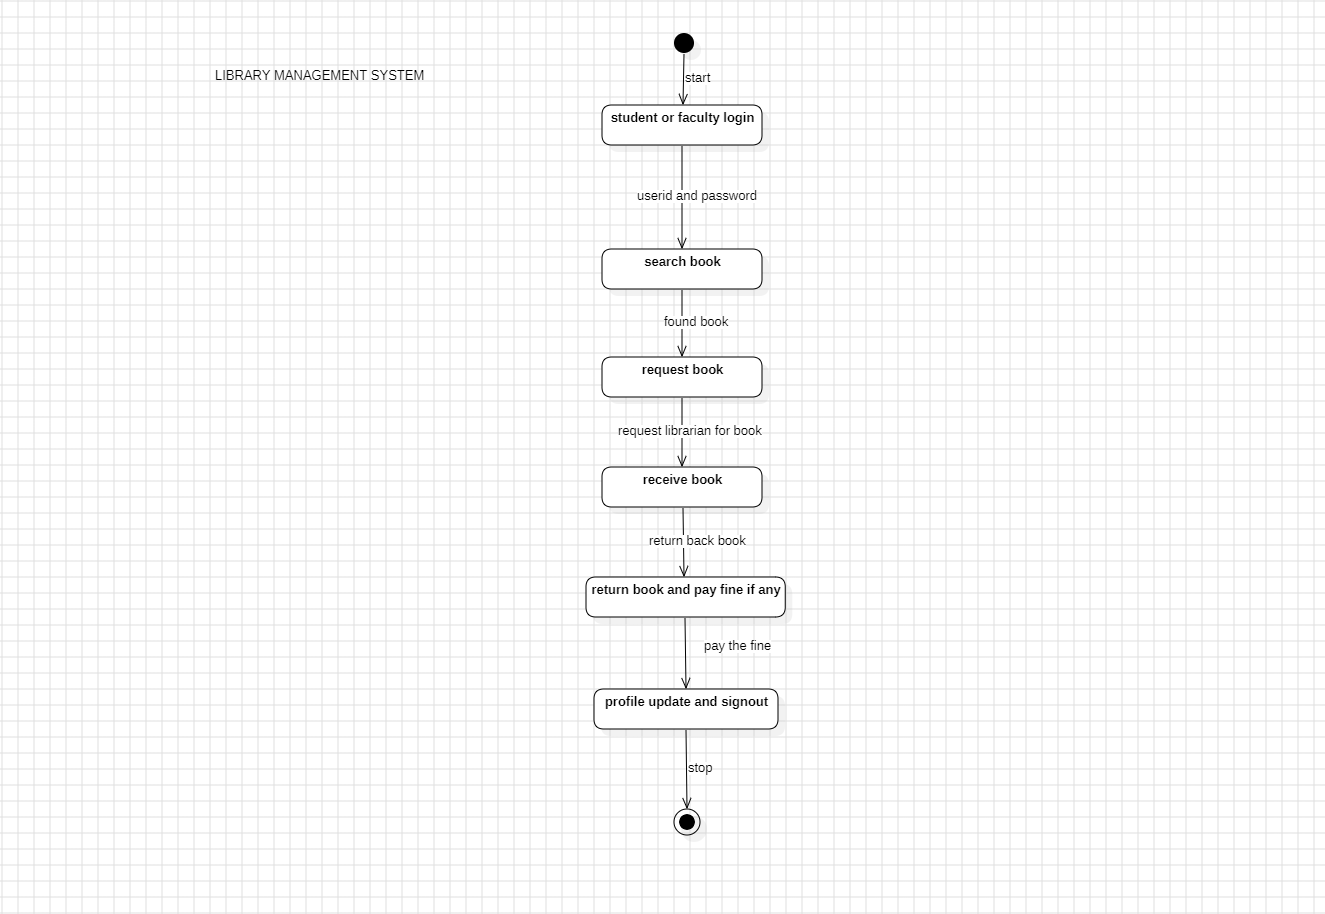 LIBRARY MANAGEMENT SYSTEM
start
student or faculty login
userid and password
search book
found book
request book
request librarian for book
receive book
return back book
return book and pay fine if any
pay the fine
profile update and signout
stop